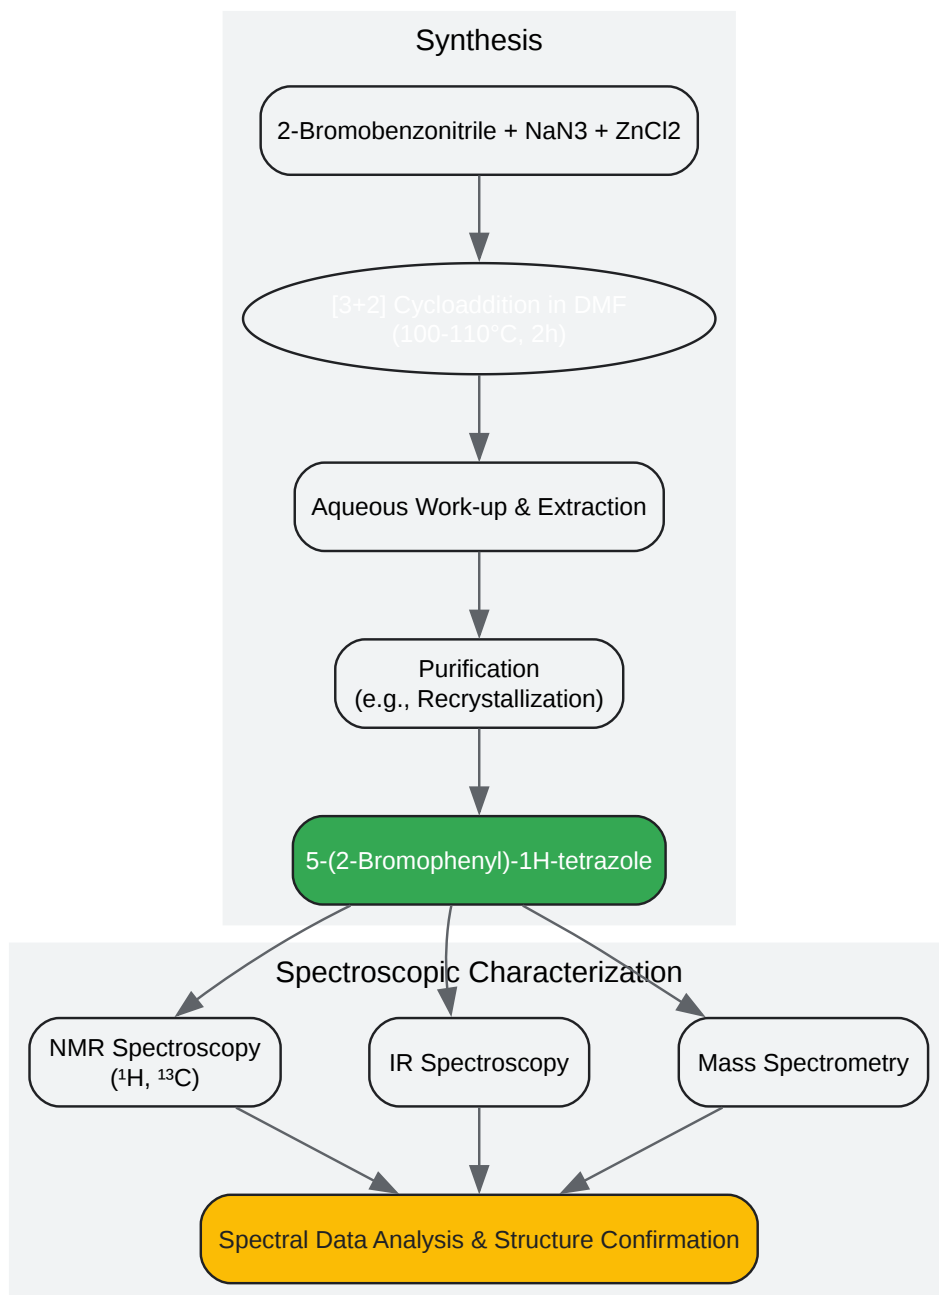 Synthesis
2-Bromobenzonitrile + NaN3 + ZnCl2
[3+2] Cycloaddition in DMF
(100-110°C, 2h)
Aqueous Work-up & Extraction
Purification
(e.g., Recrystallization)
5-(2-Bromophenyl)-1H-tetrazole
Spectroscopic Characterization
NMR Spectroscopy
(¹H, ¹³C)
IR Spectroscopy
Mass Spectrometry
Spectral Data Analysis & Structure Confirmation